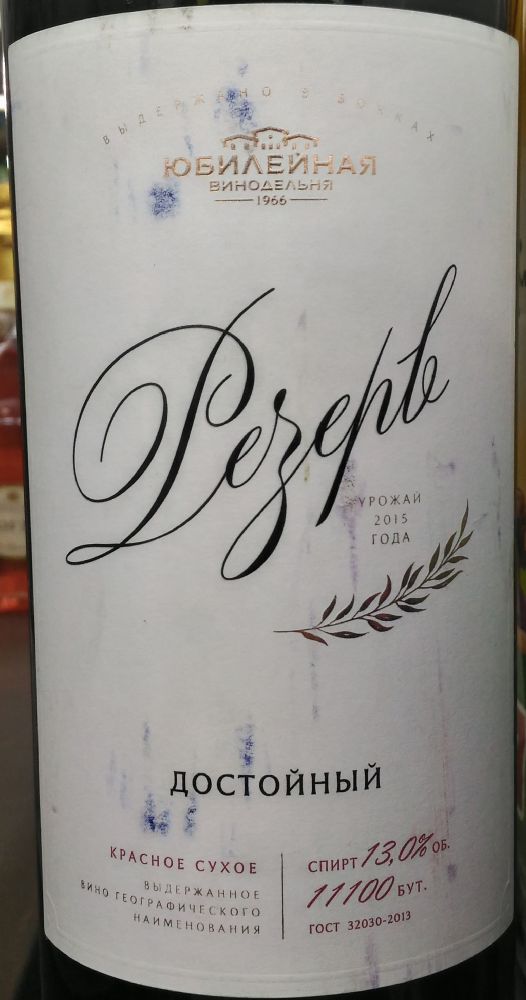 ВЫДЕРЖАНО В БОЧКАХ
ЮБИЛЕЙНАЯ
ВИНОДЕЛЬНЯ
1966
Резерв
УРОЖАЙ
2015
ГОДА
ДОСТОЙНЫЙ
КРАСНОЕ СУХОЕ
ВЫДЕРЖАННОЕ
ВИНО ГЕОГРАФИЧЕСКОГО
НАИМЕНОВАНИЯ
СПИРТ 13,0% ОБ.
11100 БУТ.
ГОСТ 32030-2013